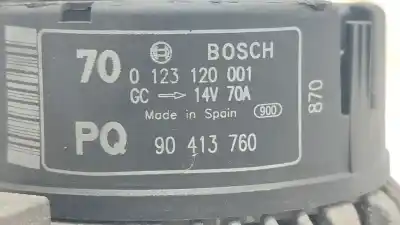 70 BOSCH
0 123 120 001
GC 14V 70A
Made in Spain 900
PQ 90 413 760
870